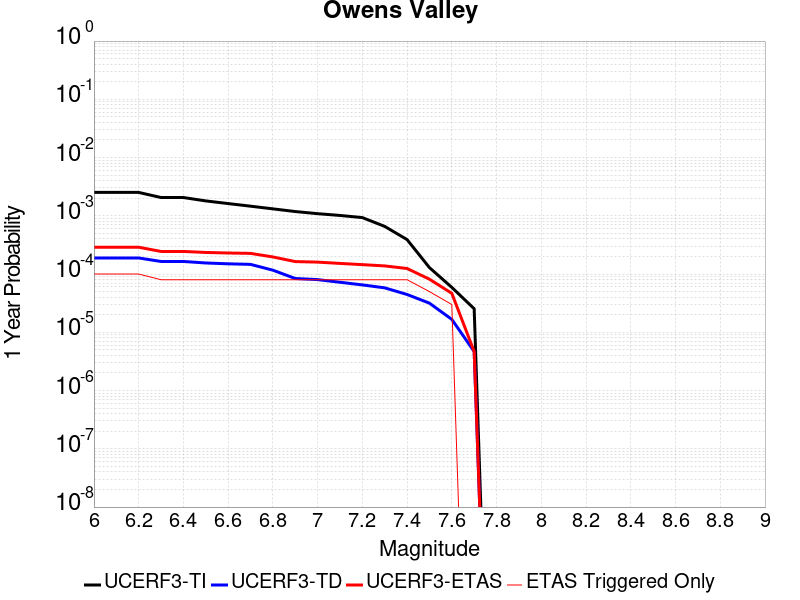 Owens Valley
10^0
10^-1
10^-2
10^-3
10^-4
10^-5
10^-6
10^-7
10^-8
1 Year Probability
6 6.2 6.4 6.6 6.8 7 7.2 7.4 7.6 7.8 8 8.2 8.4 8.6 8.8 9
Magnitude
UCERF3-TI UCERF3-TD UCERF3-ETAS ETAS Triggered Only